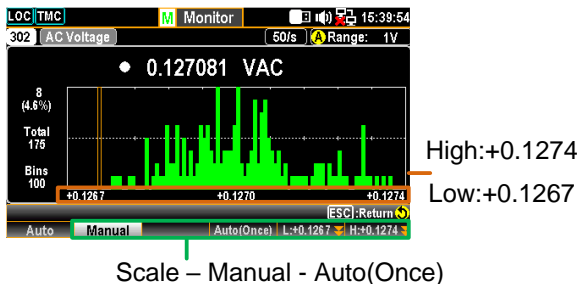 LOC TMC M Monitor 15:39:54
302 AC Voltage 50/s A Range: 1V
0.127081 VAC
8
(4.6%)
Total
175
Bins
100
+0.1267 +0.1270 +0.1274
ESC :Return
Auto Manual Auto(Once) L:+0.1267 H:+0.1274
High:+0.1274
Low:+0.1267
Scale – Manual - Auto(Once)